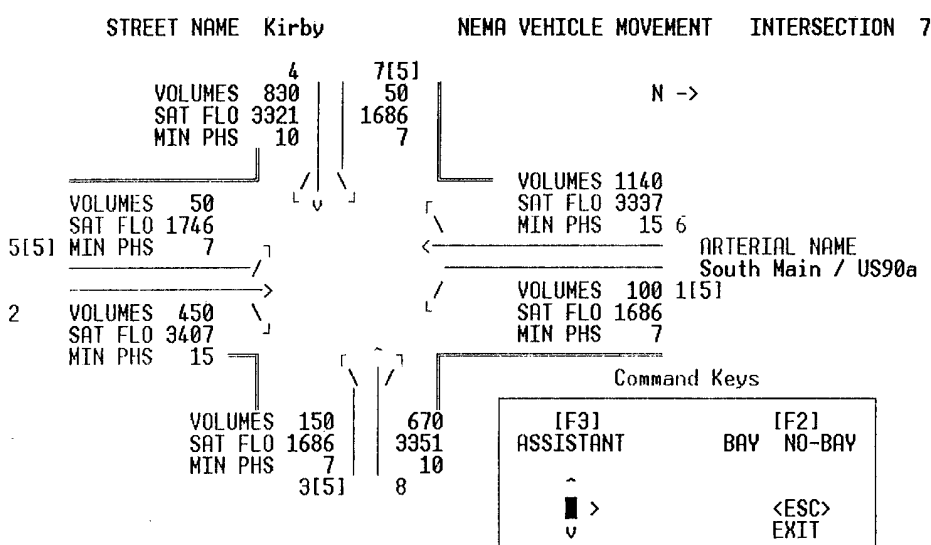 STREET NAME Kirby NEMA VEHICLE MOVEMENT INTERSECTION 7
4 7[5]
VOLUMES 830 50 N ->
SAT FLO 3321 1686
MIN PHS 10 7
VOLUMES 1140
VOLUMES 50 SAT FLO 3337
SAT FLO 1746 MIN PHS 15 6
5[5] MIN PHS 7 ARTERIAL NAME
South Main / US90a
VOLUMES 100 1[5]
2 VOLUMES 450 SAT FLO 1686
SAT FLO 3407 MIN PHS 7
MIN PHS 15
Command Keys
VOLUMES 150 670 [F3] [F2]
SAT FLO 1686 3351 ASSISTANT BAY NO-BAY
MIN PHS 7 10
3[5] 8
<ESC>
EXIT